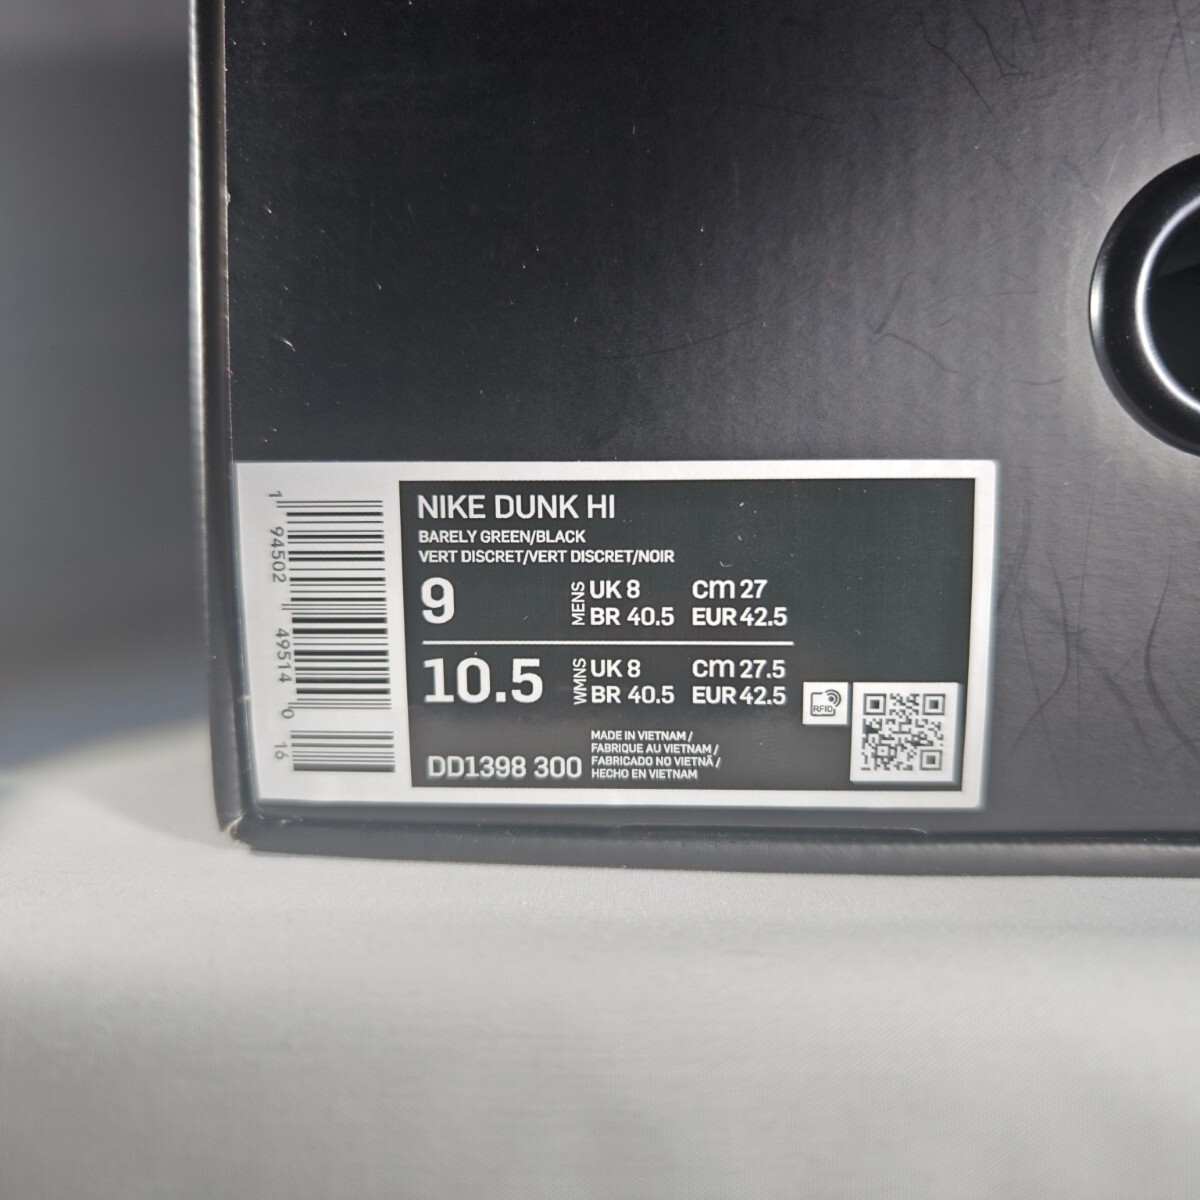 1 94502 49514 0 16
NIKE DUNK HI
BARELY GREEN/BLACK
VERT DISCRET/VERT DISCRET/NOIR
9 MENS UK 8 cm 27
BR 40.5 EUR 42.5
10.5 WMNS UK 8 cm 27.5
BR 40.5 EUR 42.5
RFID
DD1398 300
MADE IN VIETNAM /
FABRIQUE AU VIETNAM /
FABRICADO NO VIETNÃ /
HECHO EN VIETNAM